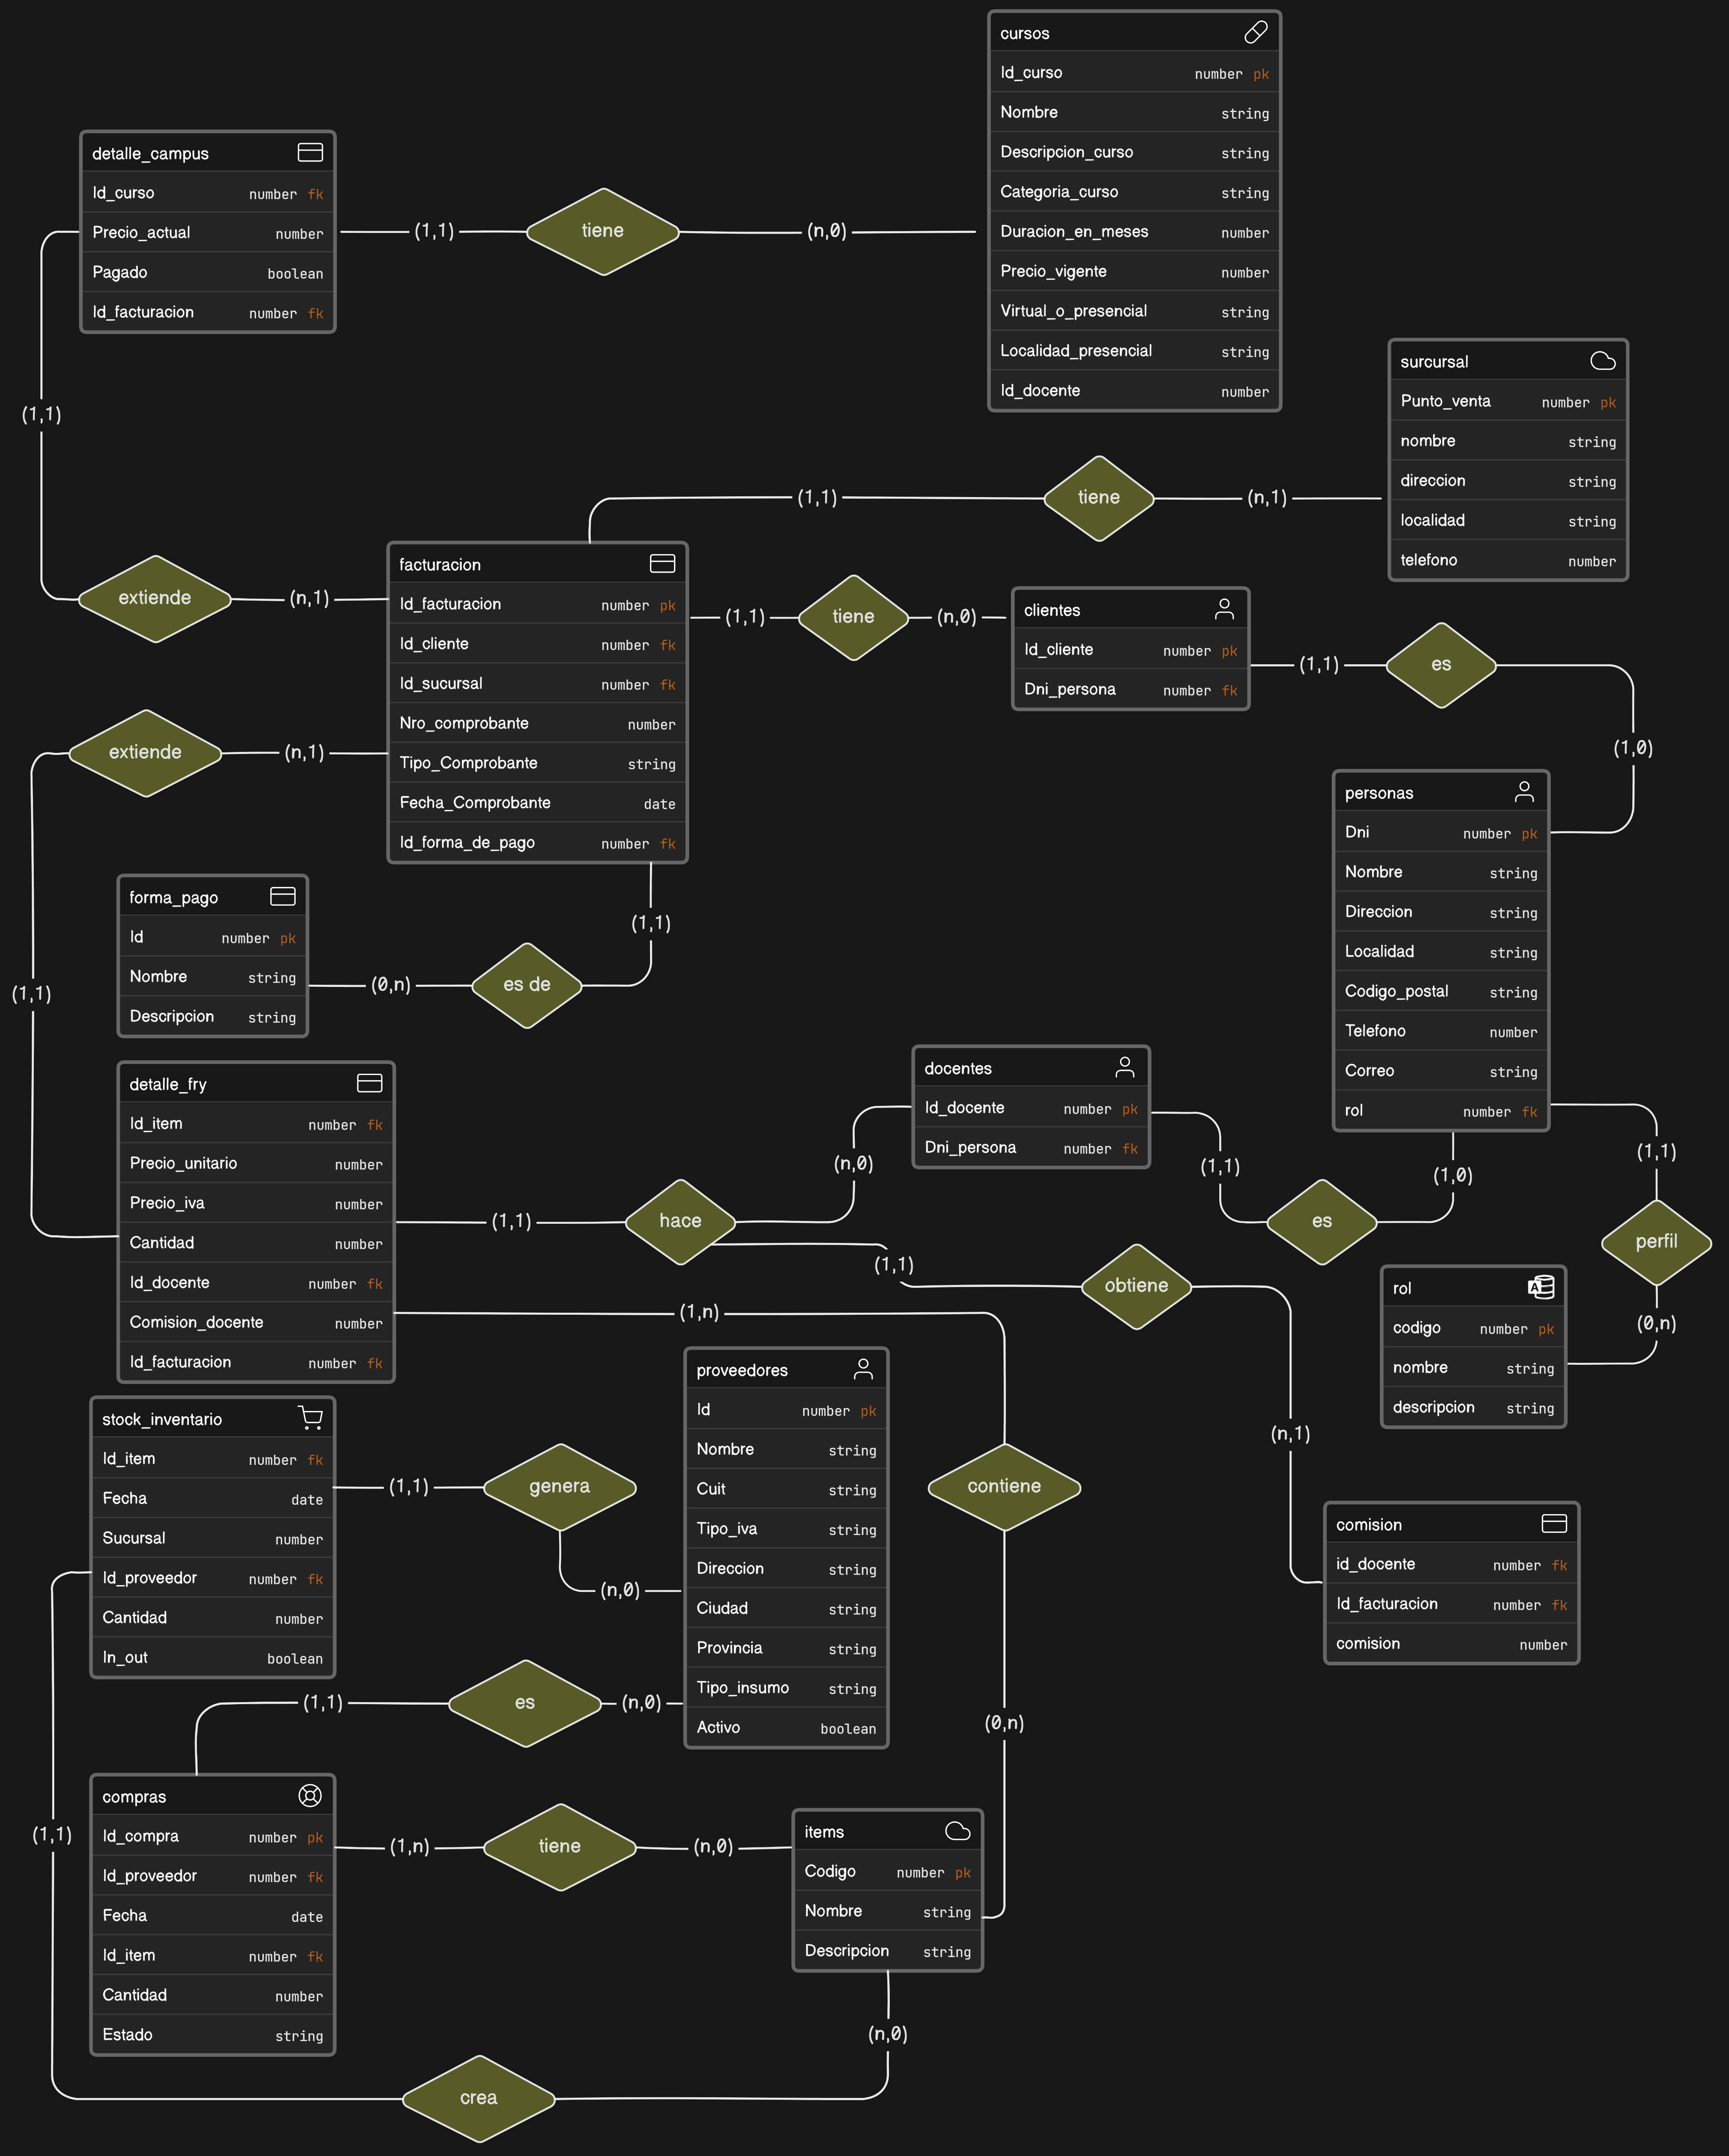 cursos
Id_curso number pk
Nombre string
Descripcion_curso string
Categoria_curso string
Duracion_en_meses number
Precio_vigente number
Virtual_o_presencial string
Localidad_presencial string
Id_docente number
detalle_campus
Id_curso number fk
Precio_actual number
Pagado boolean
Id_facturacion number fk
(1,1)
tiene
(n,0)
(1,1)
surcursal
Punto_venta number pk
nombre string
direccion string
localidad string
telefono number
(1,1)
tiene
(n,1)
extiende
(n,1)
facturacion
Id_facturacion number pk
Id_cliente number fk
Id_sucursal number fk
Nro_comprobante number
Tipo_Comprobante string
Fecha_Comprobante date
Id_forma_de_pago number fk
(1,1)
tiene
(n,0)
clientes
Id_cliente number pk
Dni_persona number fk
(1,1)
es
(1,0)
extiende
(n,1)
(1,1)
personas
Dni number pk
Nombre string
Direccion string
Localidad string
Codigo_postal string
Telefono number
Correo string
rol number fk
forma_pago
Id number pk
Nombre string
Descripcion string
(0,n)
es de
(1,1)
detalle_fry
Id_item number fk
Precio_unitario number
Precio_iva number
Cantidad number
Id_docente number fk
Comision_docente number
Id_facturacion number fk
(1,1)
hace
(n,0)
docentes
Id_docente number pk
Dni_persona number fk
(1,1)
es
(1,0)
(1,1)
perfil
(0,n)
rol
codigo number pk
nombre string
descripcion string
(1,1)
obtiene
(n,1)
(1,n)
contiene
(0,n)
comision
id_docente number fk
Id_facturacion number fk
comision number
proveedores
Id number pk
Nombre string
Cuit string
Tipo_iva string
Direccion string
Ciudad string
Provincia string
Tipo_insumo string
Activo boolean
stock_inventario
Id_item number fk
Fecha date
Sucursal number
Id_proveedor number fk
Cantidad number
In_out boolean
(1,1)
genera
(n,0)
(1,1)
es
(n,0)
(1,1)
compras
Id_compra number pk
Id_proveedor number fk
Fecha date
Id_item number fk
Cantidad number
Estado string
(1,n)
tiene
(n,0)
items
Codigo number pk
Nombre string
Descripcion string
(n,0)
crea